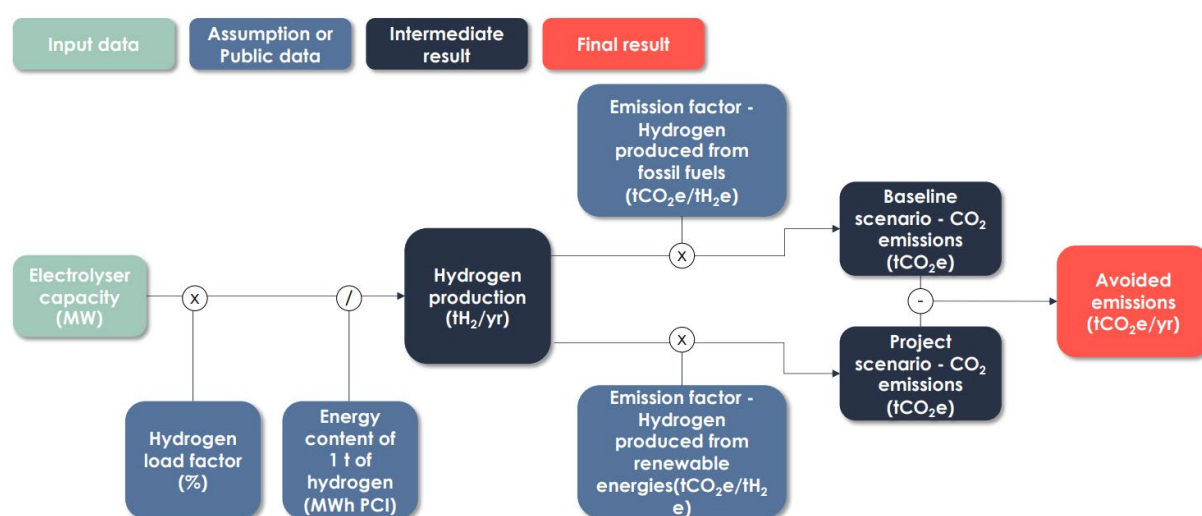 Input data
Assumption or
Public data
Intermediate
result
Final result
Emission factor -
Hydrogen
produced from
fossil fuels
(tCO₂e/tH₂e)
Baseline
scenario - CO₂
emissions
(tCO₂e)
Electrolyser
capacity
(MW)
x
/
Hydrogen
production
(tH₂/yr)
x
x
-
Avoided
emissions
(tCO₂e/yr)
Project
scenario - CO₂
emissions
(tCO₂e)
Hydrogen
load factor
(%)
Energy
content of
1 t of
hydrogen
(MWh PCI)
Emission factor -
Hydrogen
produced from
renewable
energies(tCO₂e/tH₂
e)